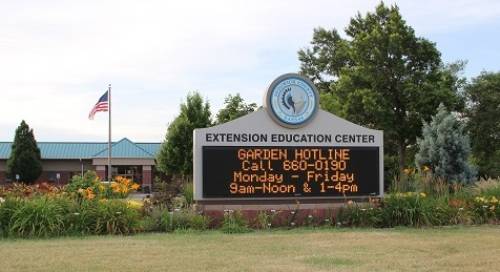 EXTENSION EDUCATION CENTER
GARDEN HOTLINE
Call 660-0190
Monday - Friday
9am-Noon & 1-4pm